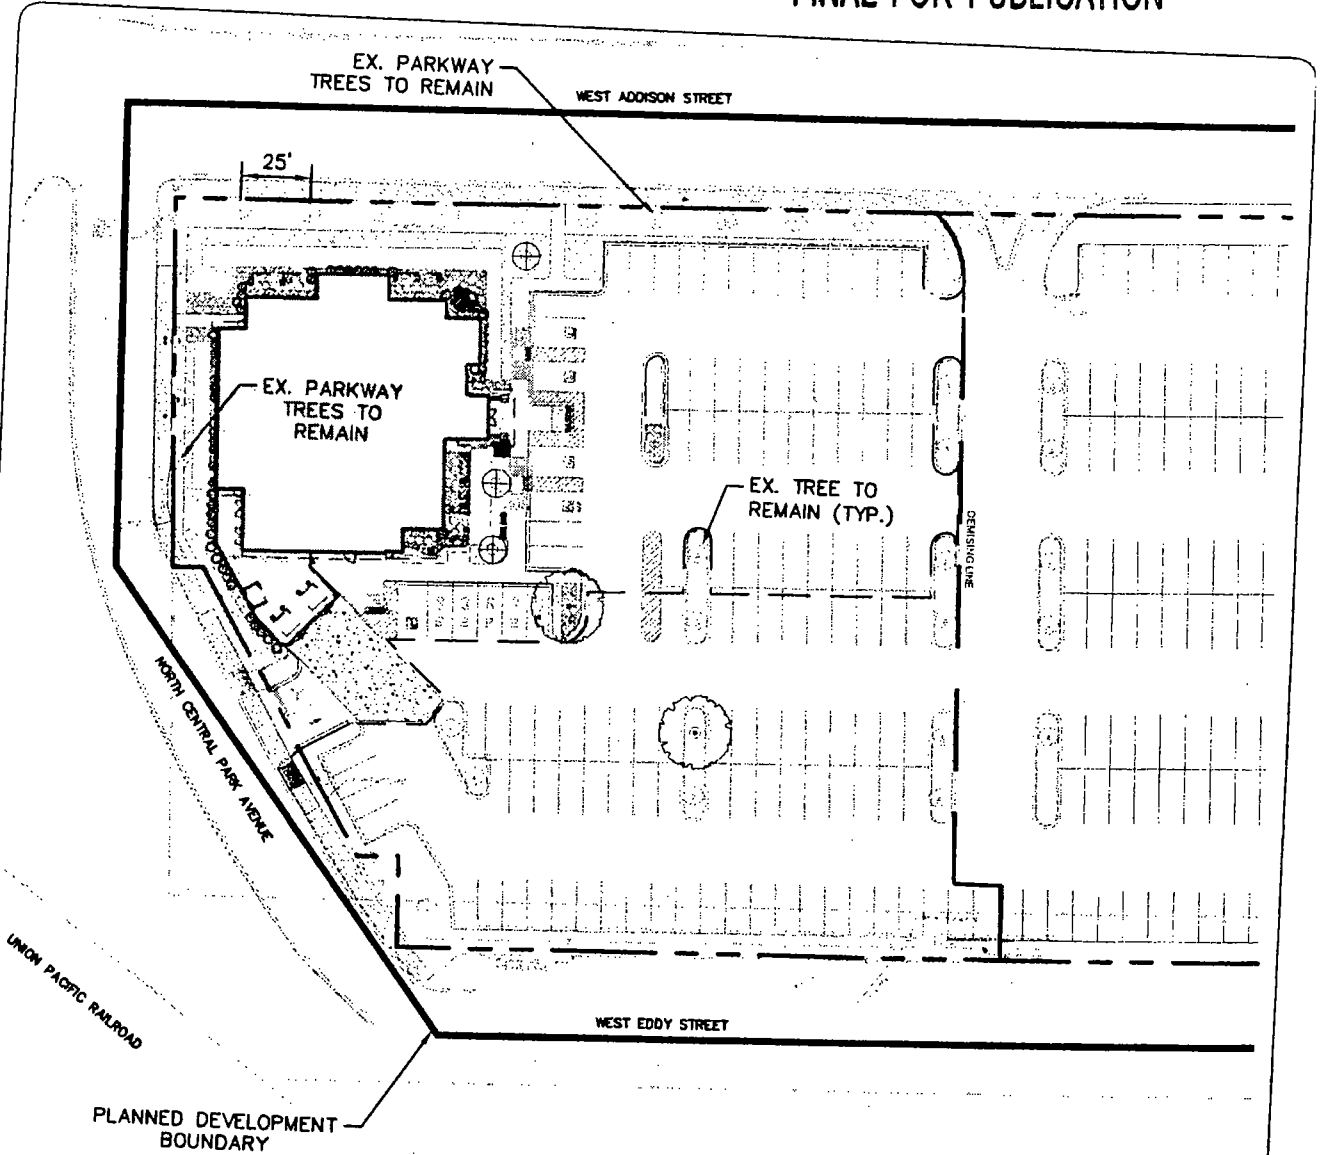 FINAL FOR PUBLICATION
EX. PARKWAY
TREES TO REMAIN
WEST ADDISON STREET
25'
EX. PARKWAY
TREES TO
REMAIN
EX. TREE TO
REMAIN (TYP.)
DEMISING LINE
NORTH CENTRAL PARK AVENUE
UNION PACIFIC RAILROAD
WEST EDDY STREET
PLANNED DEVELOPMENT
BOUNDARY